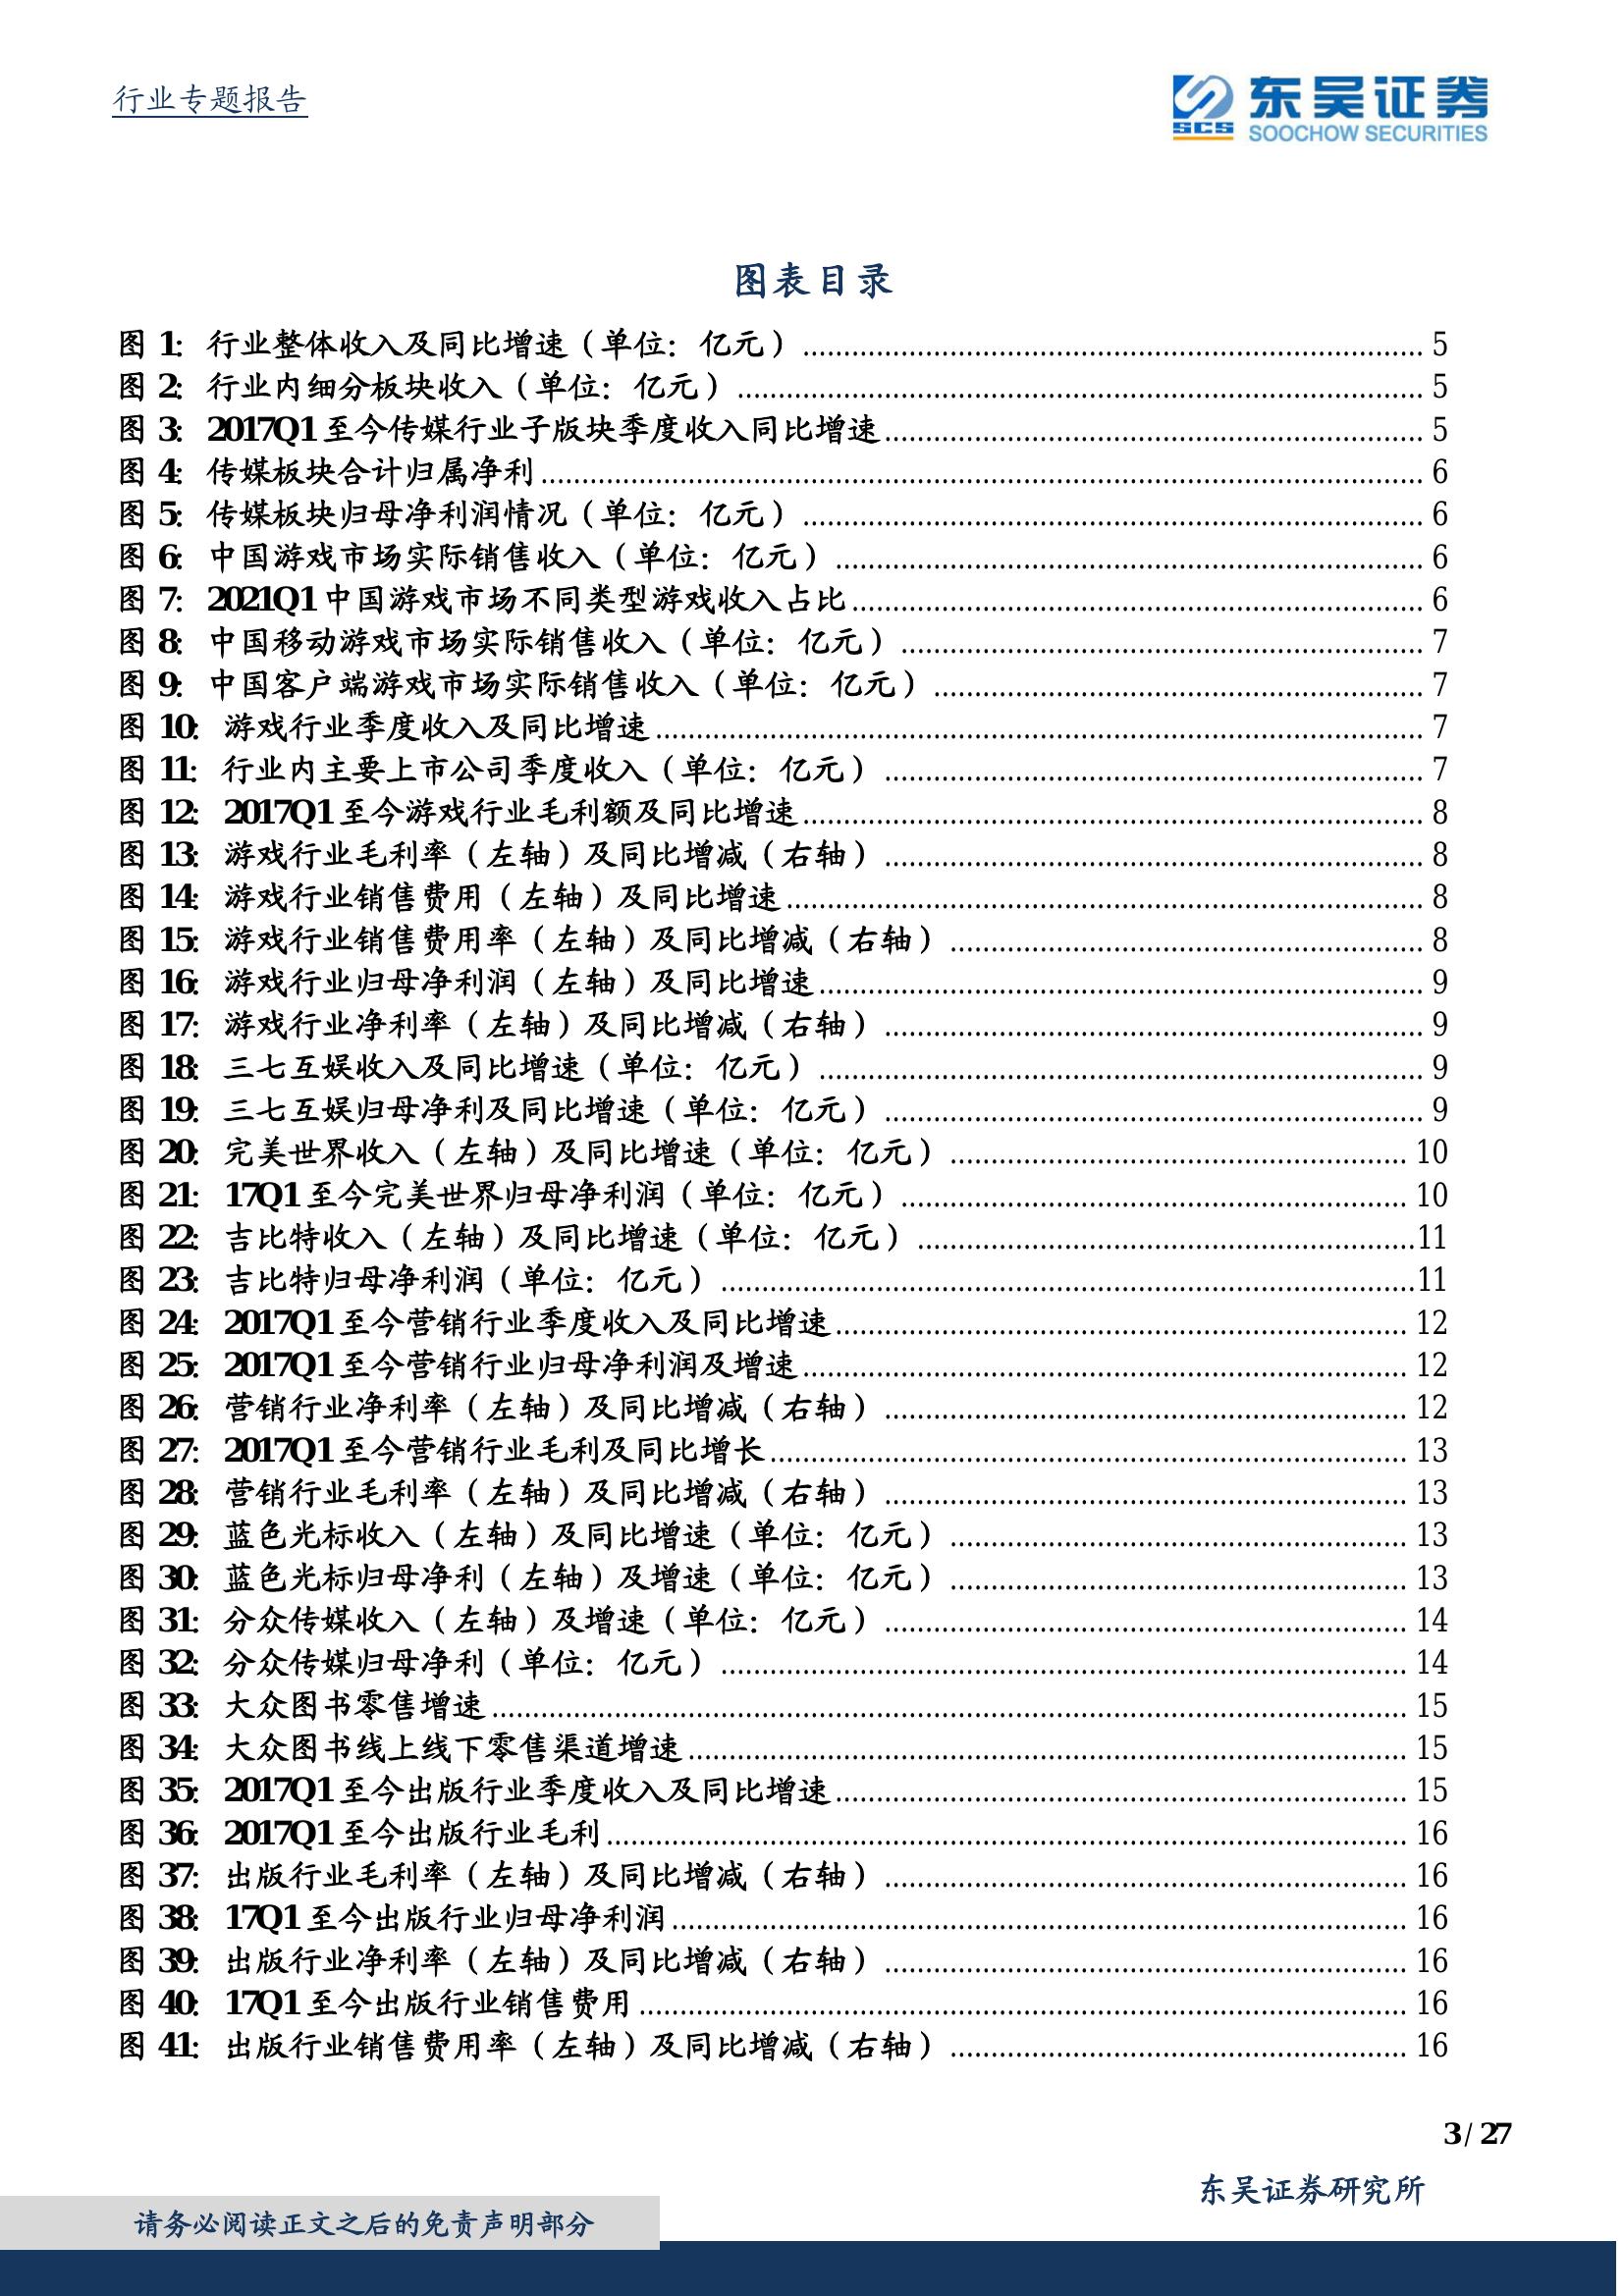 行业专题报告
东吴证券
SCS
SOOCHOW SECURITIES
图表目录
图 1: 行业整体收入及同比增速（单位：亿元）........ 5
图 2: 行业内细分板块收入（单位：亿元）........ 5
图 3: 2017Q1 至今传媒行业子版块季度收入同比增速........ 5
图 4: 传媒板块合计归属净利........ 6
图 5: 传媒板块归母净利润情况（单位：亿元）........ 6
图 6: 中国游戏市场实际销售收入（单位：亿元）........ 6
图 7: 2021Q1 中国游戏市场不同类型游戏收入占比........ 6
图 8: 中国移动游戏市场实际销售收入（单位：亿元）........ 7
图 9: 中国客户端游戏市场实际销售收入（单位：亿元）........ 7
图 10: 游戏行业季度收入及同比增速........ 7
图 11: 行业内主要上市公司季度收入（单位：亿元）........ 7
图 12: 2017Q1 至今游戏行业毛利额及同比增速........ 8
图 13: 游戏行业毛利率（左轴）及同比增减（右轴）........ 8
图 14: 游戏行业销售费用（左轴）及同比增速........ 8
图 15: 游戏行业销售费用率（左轴）及同比增减（右轴）........ 8
图 16: 游戏行业归母净利润（左轴）及同比增速........ 9
图 17: 游戏行业净利率（左轴）及同比增减（右轴）........ 9
图 18: 三七互娱收入及同比增速（单位：亿元）........ 9
图 19: 三七互娱归母净利及同比增速（单位：亿元）........ 9
图 20: 完美世界收入（左轴）及同比增速（单位：亿元）........ 10
图 21: 17Q1 至今完美世界归母净利润（单位：亿元）........ 10
图 22: 吉比特收入（左轴）及同比增速（单位：亿元）........ 11
图 23: 吉比特归母净利润（单位：亿元）........ 11
图 24: 2017Q1 至今营销行业季度收入及同比增速........ 12
图 25: 2017Q1 至今营销行业归母净利润及增速........ 12
图 26: 营销行业净利率（左轴）及同比增减（右轴）........ 12
图 27: 2017Q1 至今营销行业毛利及同比增长........ 13
图 28: 营销行业毛利率（左轴）及同比增减（右轴）........ 13
图 29: 蓝色光标收入（左轴）及同比增速（单位：亿元）........ 13
图 30: 蓝色光标归母净利（左轴）及增速（单位：亿元）........ 13
图 31: 分众传媒收入（左轴）及增速（单位：亿元）........ 14
图 32: 分众传媒归母净利（单位：亿元）........ 14
图 33: 大众图书零售增速........ 15
图 34: 大众图书线上线下零售渠道增速........ 15
图 35: 2017Q1 至今出版行业季度收入及同比增速........ 15
图 36: 2017Q1 至今出版行业毛利........ 16
图 37: 出版行业毛利率（左轴）及同比增减（右轴）........ 16
图 38: 17Q1 至今出版行业归母净利润........ 16
图 39: 出版行业净利率（左轴）及同比增减（右轴）........ 16
图 40: 17Q1 至今出版行业销售费用........ 16
图 41: 出版行业销售费用率（左轴）及同比增减（右轴）........ 16
3 / 27
东吴证券研究所
请务必阅读正文之后的免责声明部分